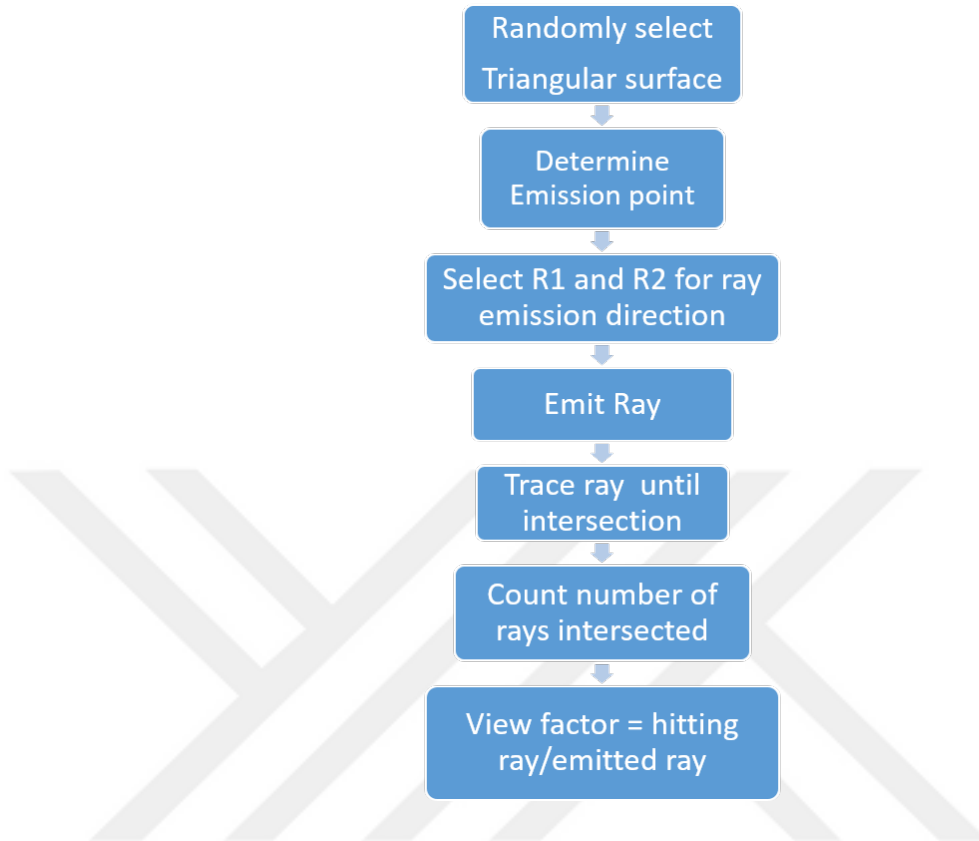 Randomly select
Triangular surface
Determine
Emission point
Select R1 and R2 for ray
emission direction
Emit Ray
Trace ray until
intersection
Count number of
rays intersected
View factor = hitting
ray/emitted ray